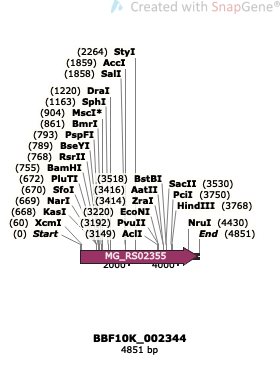 Created with SnapGene®
(2264) StyI
(1859) AccI
(1858) SalI
(1220) DraI
(1163) SphI
(904) MscI*
(861) BmrI
(793) PspFI
(789) BseYI
(768) RsrII
(755) BamHI
(672) PluTI
(670) SfoI
(669) NarI
(668) KasI
(60) XcmI
(0) Start
(3518) BstBI
(3416) AatII
(3414) ZraI
(3220) EcoNI
(3192) PvuII
(3149) AclI
SacII (3530)
PciI (3750)
HindIII (3768)
NruI (4430)
End (4851)
MG_RS02355
2000
4000
BBF10K_002344
4851 bp